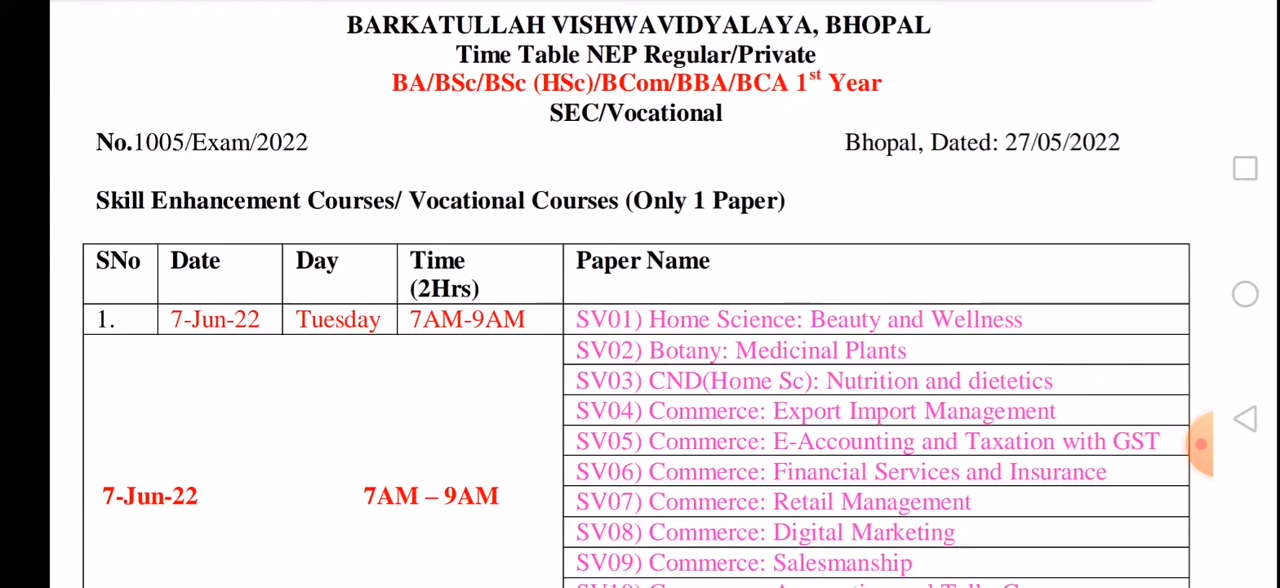 BARKATULLAH VISHWAVIDYALAYA, BHOPAL
Time Table NEP Regular/Private
BA/BSc/BSc (HSc)/BCom/BBA/BCA 1st Year
SEC/Vocational
No.1005/Exam/2022 Bhopal, Dated: 27/05/2022
Skill Enhancement Courses/ Vocational Courses (Only 1 Paper)
SNo Date Day Time (2Hrs) Paper Name
1. 7-Jun-22 Tuesday 7AM-9AM SV01) Home Science: Beauty and Wellness
SV02) Botany: Medicinal Plants
SV03) CND(Home Sc): Nutrition and dietetics
SV04) Commerce: Export Import Management
SV05) Commerce: E-Accounting and Taxation with GST
SV06) Commerce: Financial Services and Insurance
7-Jun-22 7AM – 9AM
SV07) Commerce: Retail Management
SV08) Commerce: Digital Marketing
SV09) Commerce: Salesmanship